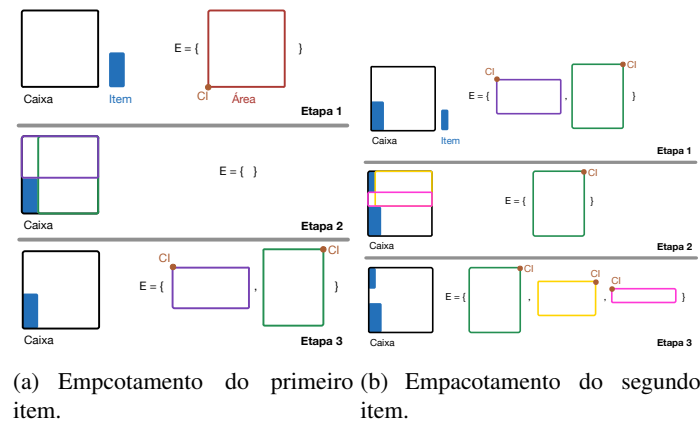 E = { }
CI
Caixa
Item
Área
Etapa 1
E = { }
Caixa
Etapa 2
CI
CI
E = { , }
Caixa
Etapa 3
CI
CI
E = { , }
Caixa
Item
Etapa 1
CI
E = { }
Caixa
Etapa 2
CI
CI
CI
E = { , , }
Caixa
Etapa 3
(a) Empcotamento do primeiro item.
(b) Empacotamento do segundo item.